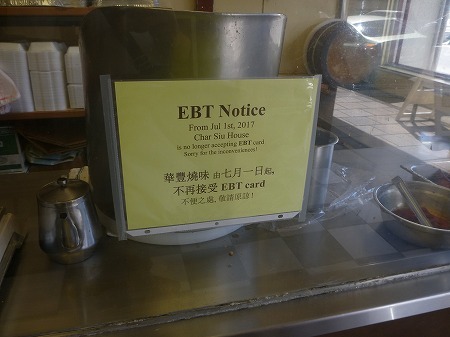 EBT Notice
From Jul 1st, 2017
Char Siu House
is no longer accepting EBT card
Sorry for the inconveniences!
華豐燒味 由七月一日起,
不再接受 EBT card
不便之處, 敬請原諒!